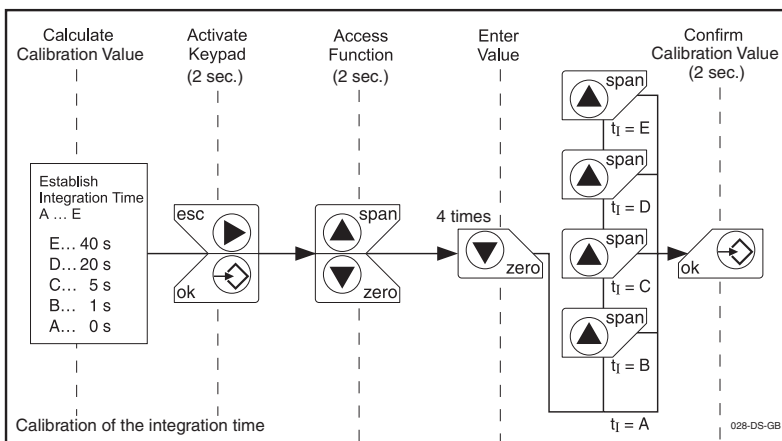 Calculate
Calibration Value
Activate
Keypad
(2 sec.)
Access
Function
(2 sec.)
Enter
Value
Confirm
Calibration Value
(2 sec.)
Establish
Integration Time
A ... E
E... 40 s
D... 20 s
C... 5 s
B... 1 s
A... 0 s
esc
ok
span
zero
4 times
zero
span
tI = E
span
tI = D
span
tI = C
span
tI = B
tI = A
ok
Calibration of the integration time
028-DS-GB